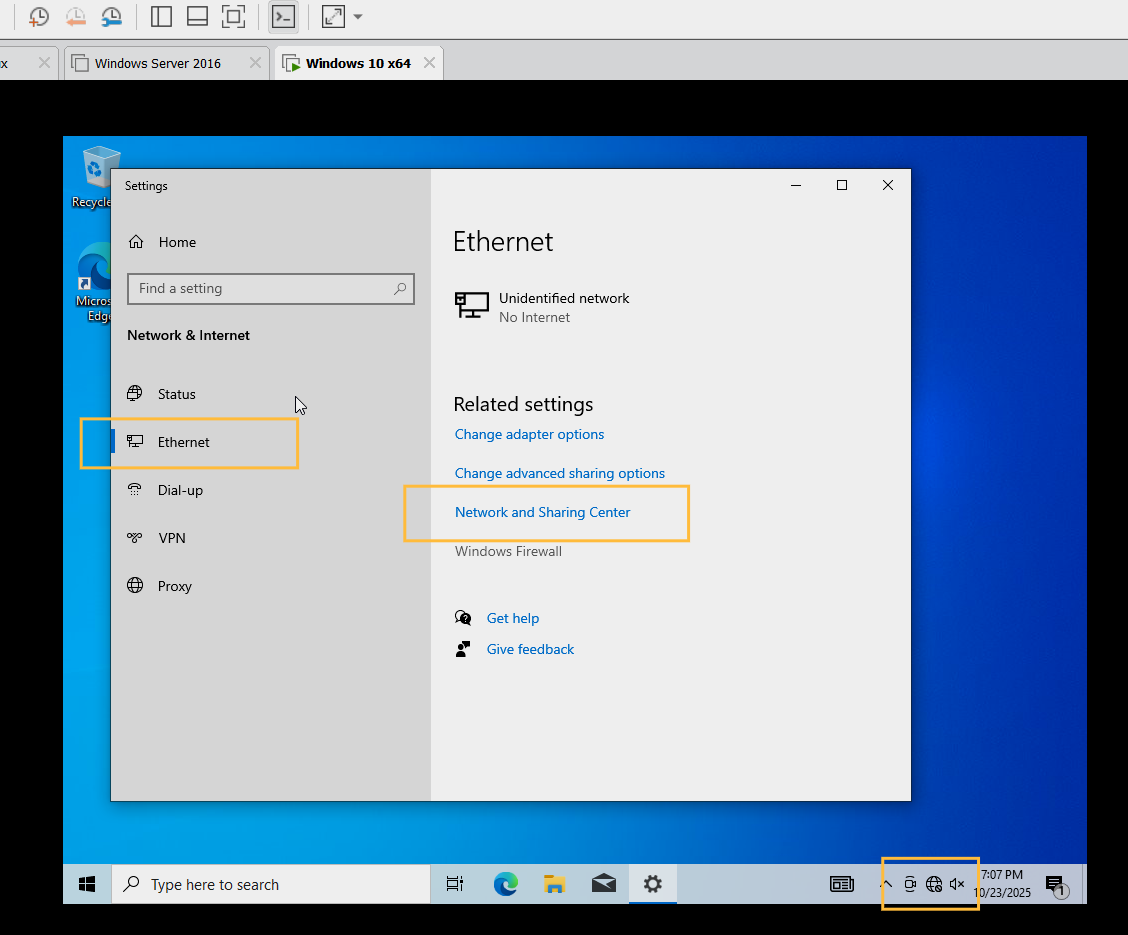 x
Windows Server 2016
Windows 10 x64
Recycle
Settings
Home
Find a setting
Micros
Edge
Network & Internet
Status
Ethernet
Dial-up
VPN
Proxy
Ethernet
Unidentified network
No Internet
Related settings
Change adapter options
Change advanced sharing options
Network and Sharing Center
Windows Firewall
Get help
Give feedback
Type here to search
7:07 PM
10/23/2025
1